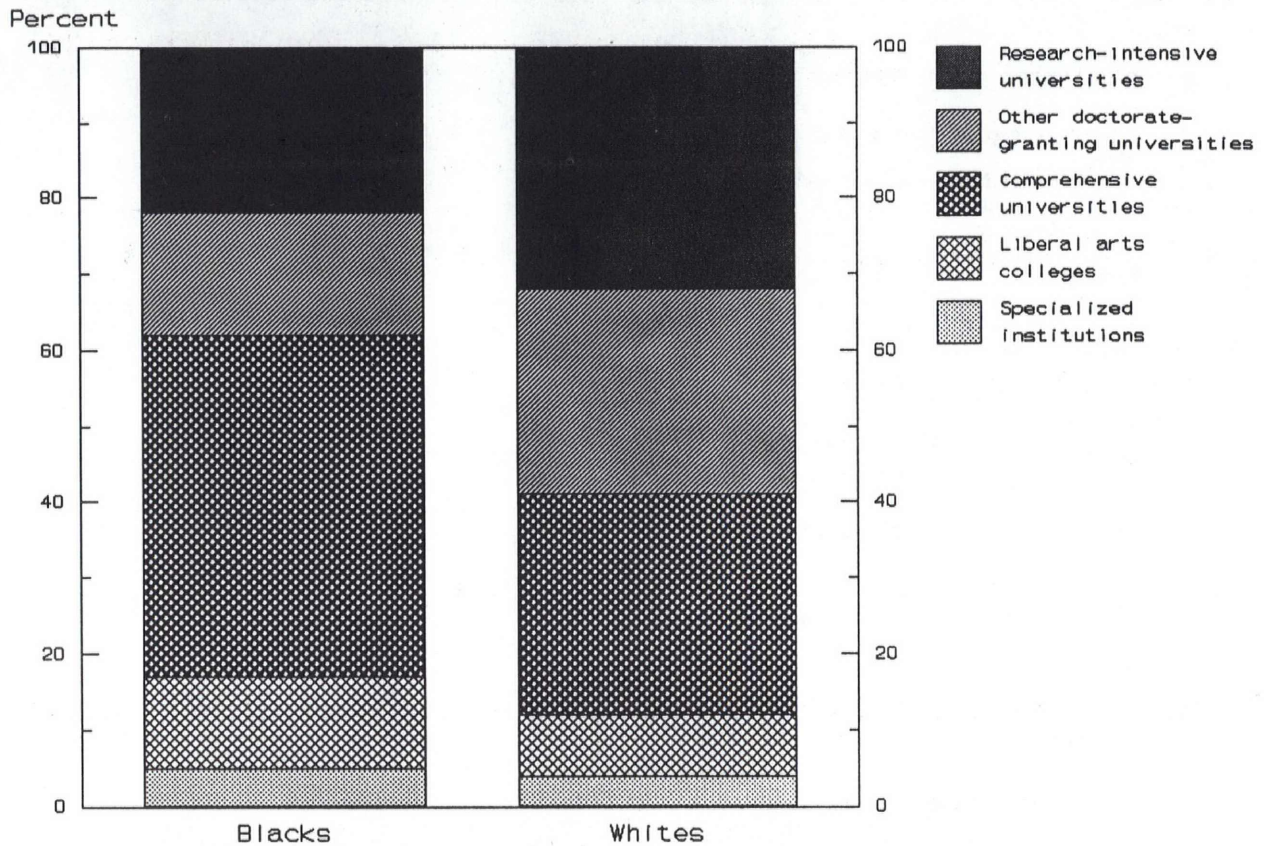 Percent
100
80
60
40
20
0
100
80
60
40
20
0
Blacks
Whites
Research-intensive
universities
Other doctorate-
granting universities
Comprehensive
universities
Liberal arts
colleges
Specialized
institutions